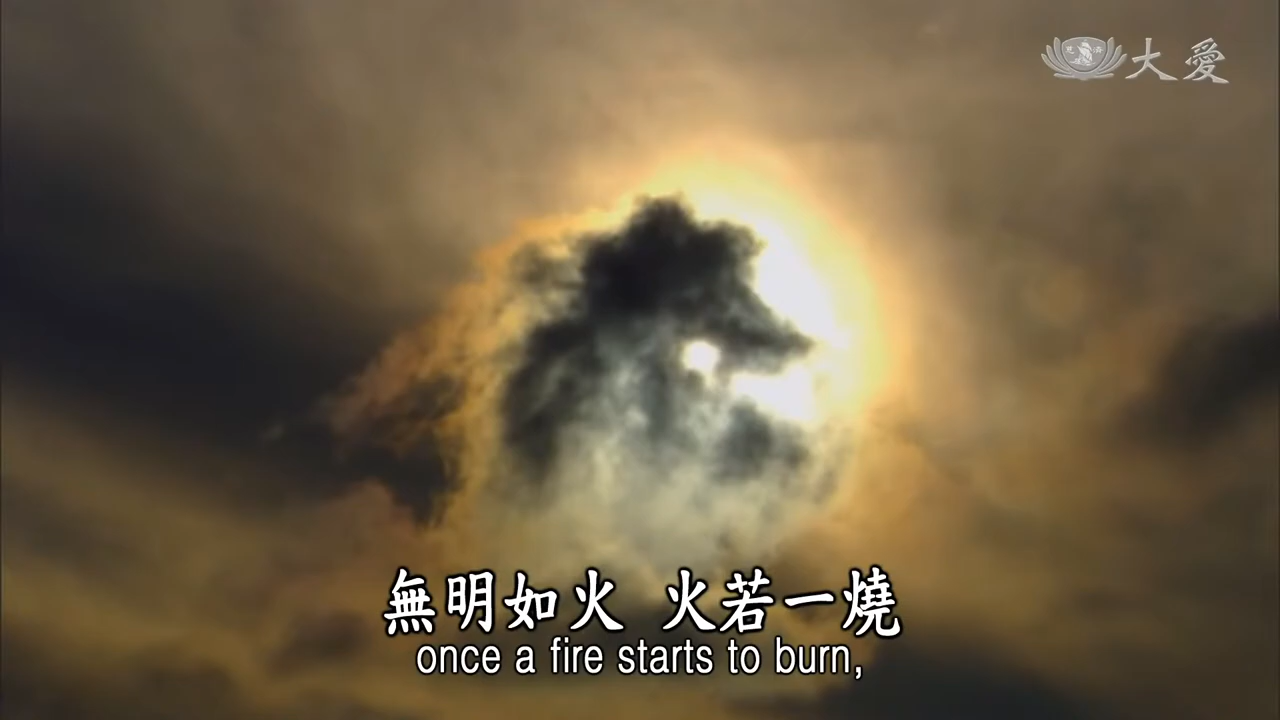 大愛
無明如火 火若一燒
once a fire starts to burn,